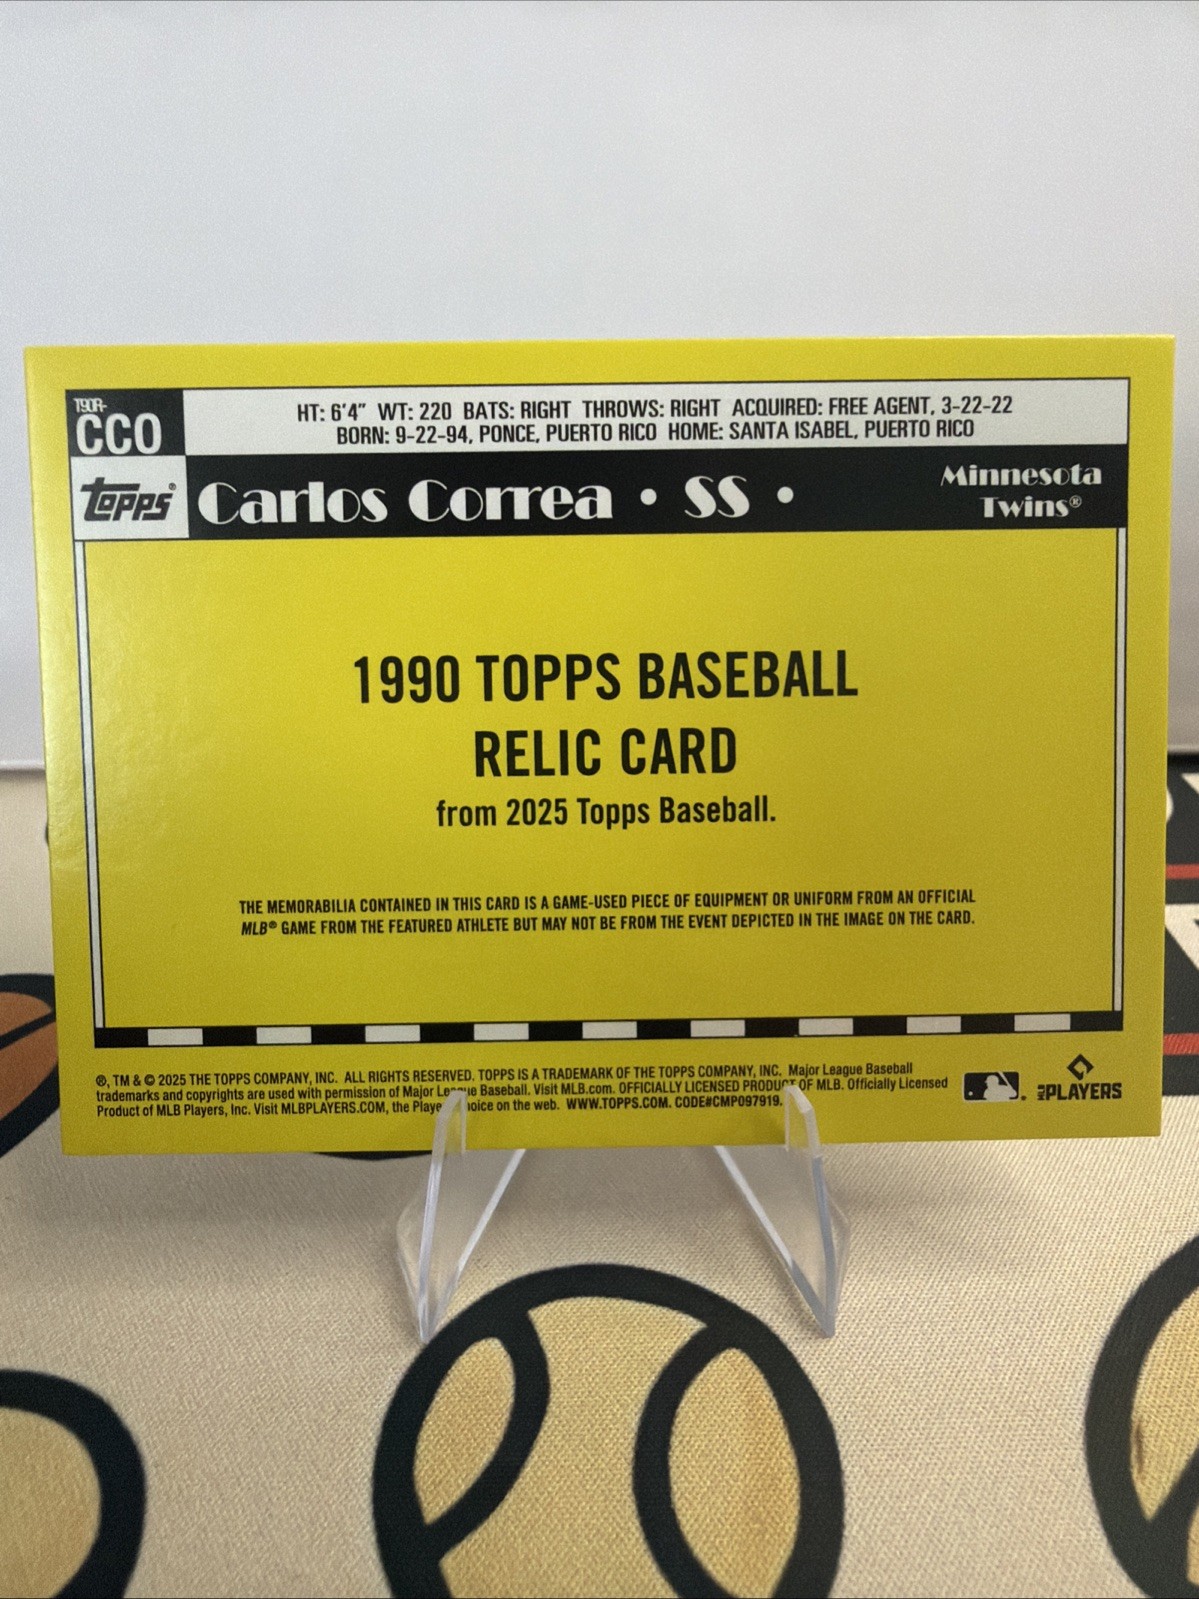 T90R-
CCO
HT: 6'4" WT: 220 BATS: RIGHT THROWS: RIGHT ACQUIRED: FREE AGENT, 3-22-22
BORN: 9-22-94, PONCE, PUERTO RICO HOME: SANTA ISABEL, PUERTO RICO
Topps®
Carlos Correa • SS •
Minnesota
Twins®
1990 TOPPS BASEBALL
RELIC CARD
from 2025 Topps Baseball.
THE MEMORABILIA CONTAINED IN THIS CARD IS A GAME-USED PIECE OF EQUIPMENT OR UNIFORM FROM AN OFFICIAL
MLB® GAME FROM THE FEATURED ATHLETE BUT MAY NOT BE FROM THE EVENT DEPICTED IN THE IMAGE ON THE CARD.
®, TM & © 2025 THE TOPPS COMPANY, INC. ALL RIGHTS RESERVED. TOPPS IS A TRADEMARK OF THE TOPPS COMPANY, INC. Major League Baseball
trademarks and copyrights are used with permission of Major League Baseball. Visit MLB.com. OFFICIALLY LICENSED PRODUCT OF MLB. Officially Licensed
Product of MLB Players, Inc. Visit MLBPLAYERS.COM, the Players Choice on the web. WWW.TOPPS.COM. CODE#CMP097919.
MLB PLAYERS